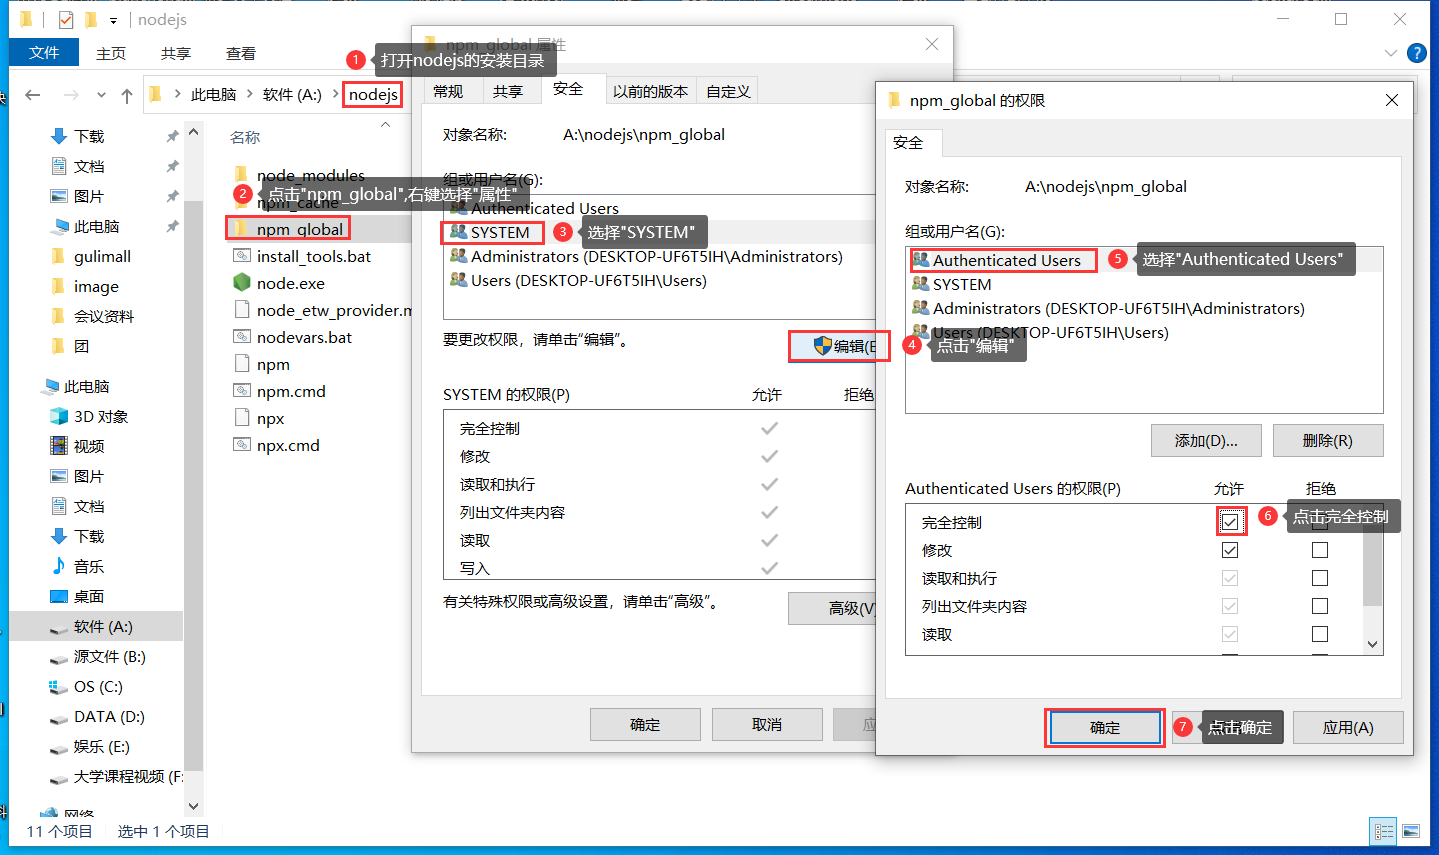 nodejs
文件
主页
共享
查看
此电脑
软件 (A:)
nodejs
1
打开nodejs的安装目录
下载
文档
图片
此电脑
gulimall
image
会议资料
团
此电脑
3D 对象
视频
图片
文档
下载
音乐
桌面
软件 (A:)
源文件 (B:)
OS (C:)
DATA (D:)
娱乐 (E:)
大学课程视频 (F:
网络
11 个项目
选中 1 个项目
名称
node_modules
npm_cache
npm_global
install_tools.bat
node.exe
node_etw_provider.m
nodevars.bat
npm
npm.cmd
npx
npx.cmd
2
点击"npm_global",右键选择"属性"
npm_global 属性
常规
共享
安全
以前的版本
自定义
对象名称:
A:\nodejs\npm_global
组或用户名(G):
Authenticated Users
SYSTEM
Administrators (DESKTOP-UF6T5IH\Administrators)
Users (DESKTOP-UF6T5IH\Users)
3
选择"SYSTEM"
要更改权限，请单击“编辑”。
编辑(E
4
点击"编辑"
SYSTEM 的权限(P)
允许
拒绝
完全控制
修改
读取和执行
列出文件夹内容
读取
写入
有关特殊权限或高级设置，请单击“高级”。
高级(V)
确定
取消
应
npm_global 的权限
安全
对象名称:
A:\nodejs\npm_global
组或用户名(G):
Authenticated Users
SYSTEM
Administrators (DESKTOP-UF6T5IH\Administrators)
Users (DESKTOP-UF6T5IH\Users)
5
选择"Authenticated Users"
添加(D)...
删除(R)
Authenticated Users 的权限(P)
允许
拒绝
完全控制
修改
读取和执行
列出文件夹内容
读取
6
点击完全控制
确定
7
点击确定
应用(A)